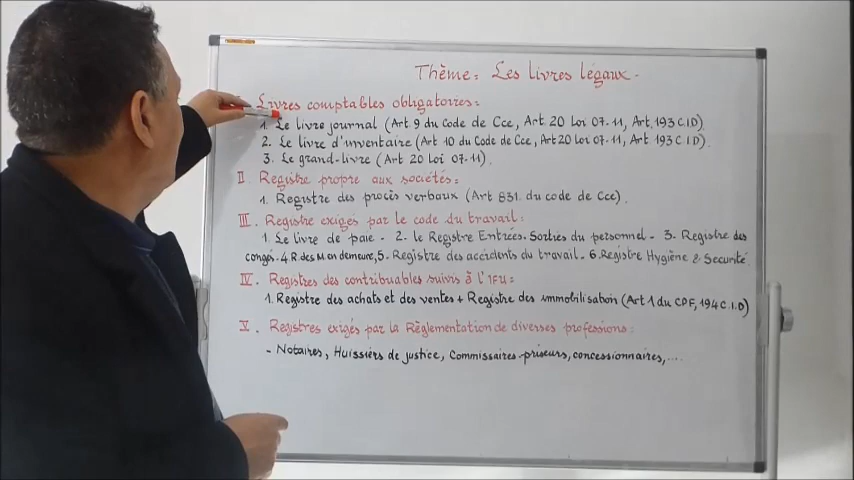 Thème: Les livres légaux.
Livres comptables obligatoires:
1. Le livre journal (Art.9 du Code de Cce, Art.20 Loi 07.11, Art.193 C.I.D)
2. Le livre d'inventaire (Art 10 du Code de Cce, Art 20 Loi 07.11, Art 193 C.I.D).
3. Le grand-livre (Art 20 Loi 07.11).
II. Registre propre aux sociétés:
1. Registre des procès verbaux (Art 831. du code de Cce).
III. Registre exigés par le code du travail:
1. Le livre de paie - 2. le Registre Entrées-Sorties du personnel - 3. Registre des
congés - 4. R. des M en demeure, 5. Registre des accidents du travail - 6. Registre Hygiène & Securité
IV. Registres des contribuables suivis à l'IFU:
1. Registre des achats et des ventes + Registre des immobilisation (Art 1 du CPF, 194 C.I.D)
V. Registres exigés par la Règlementation de diverses professions:
- Notaires, Huissiers de justice, Commissaires-priseurs, concessionnaires,....